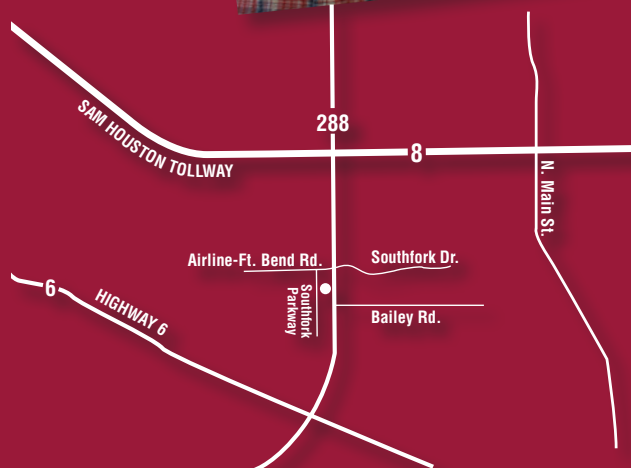 288
SAM HOUSTON TOLLWAY
8
N. Main St.
Airline-Ft. Bend Rd.
Southfork Dr.
6
HIGHWAY 6
Southfork
Parkway
Bailey Rd.